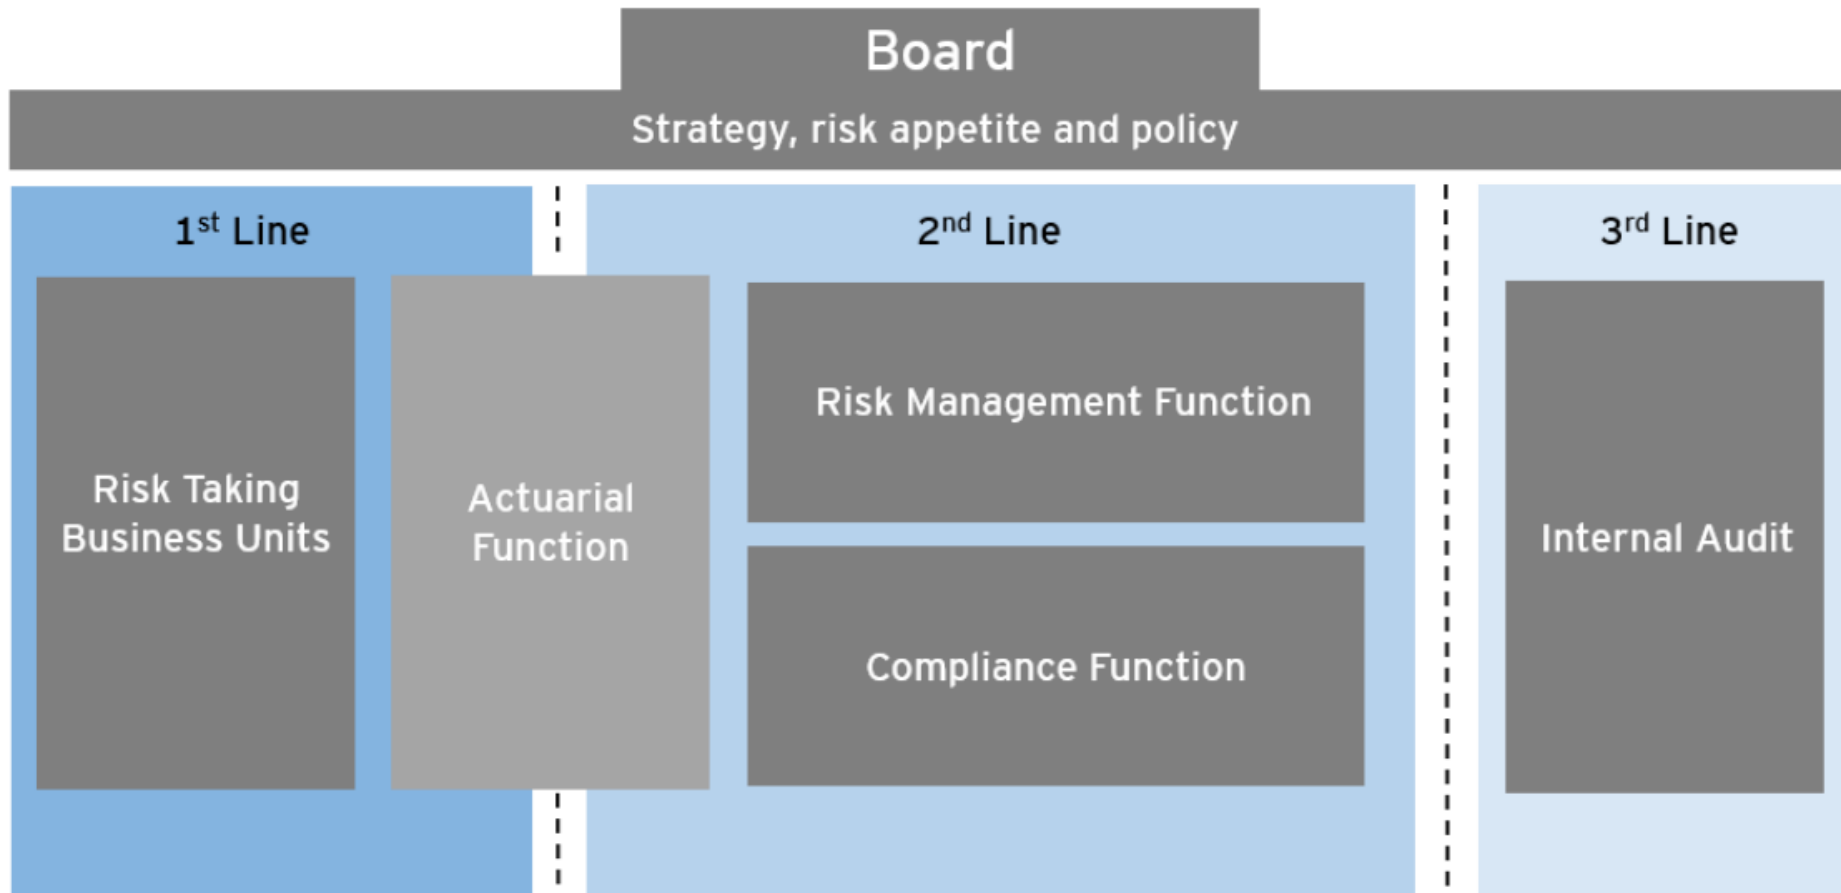 Board
Strategy, risk appetite and policy
1st Line
2nd Line
3rd Line
Risk Taking
Business Units
Actuarial
Function
Risk Management Function
Compliance Function
Internal Audit